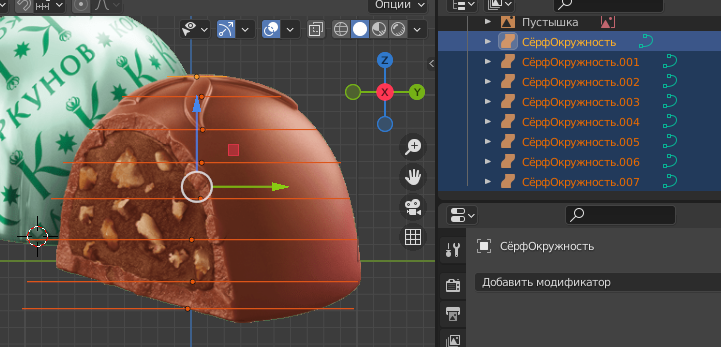 Опции
Пустышка
СёрфОкружность
СёрфОкружность.001
СёрфОкружность.002
СёрфОкружность.003
СёрфОкружность.004
СёрфОкружность.005
СёрфОкружность.006
СёрфОкружность.007
Z
Y
X
РКУНОВ
СёрфОкружность
Добавить модификатор